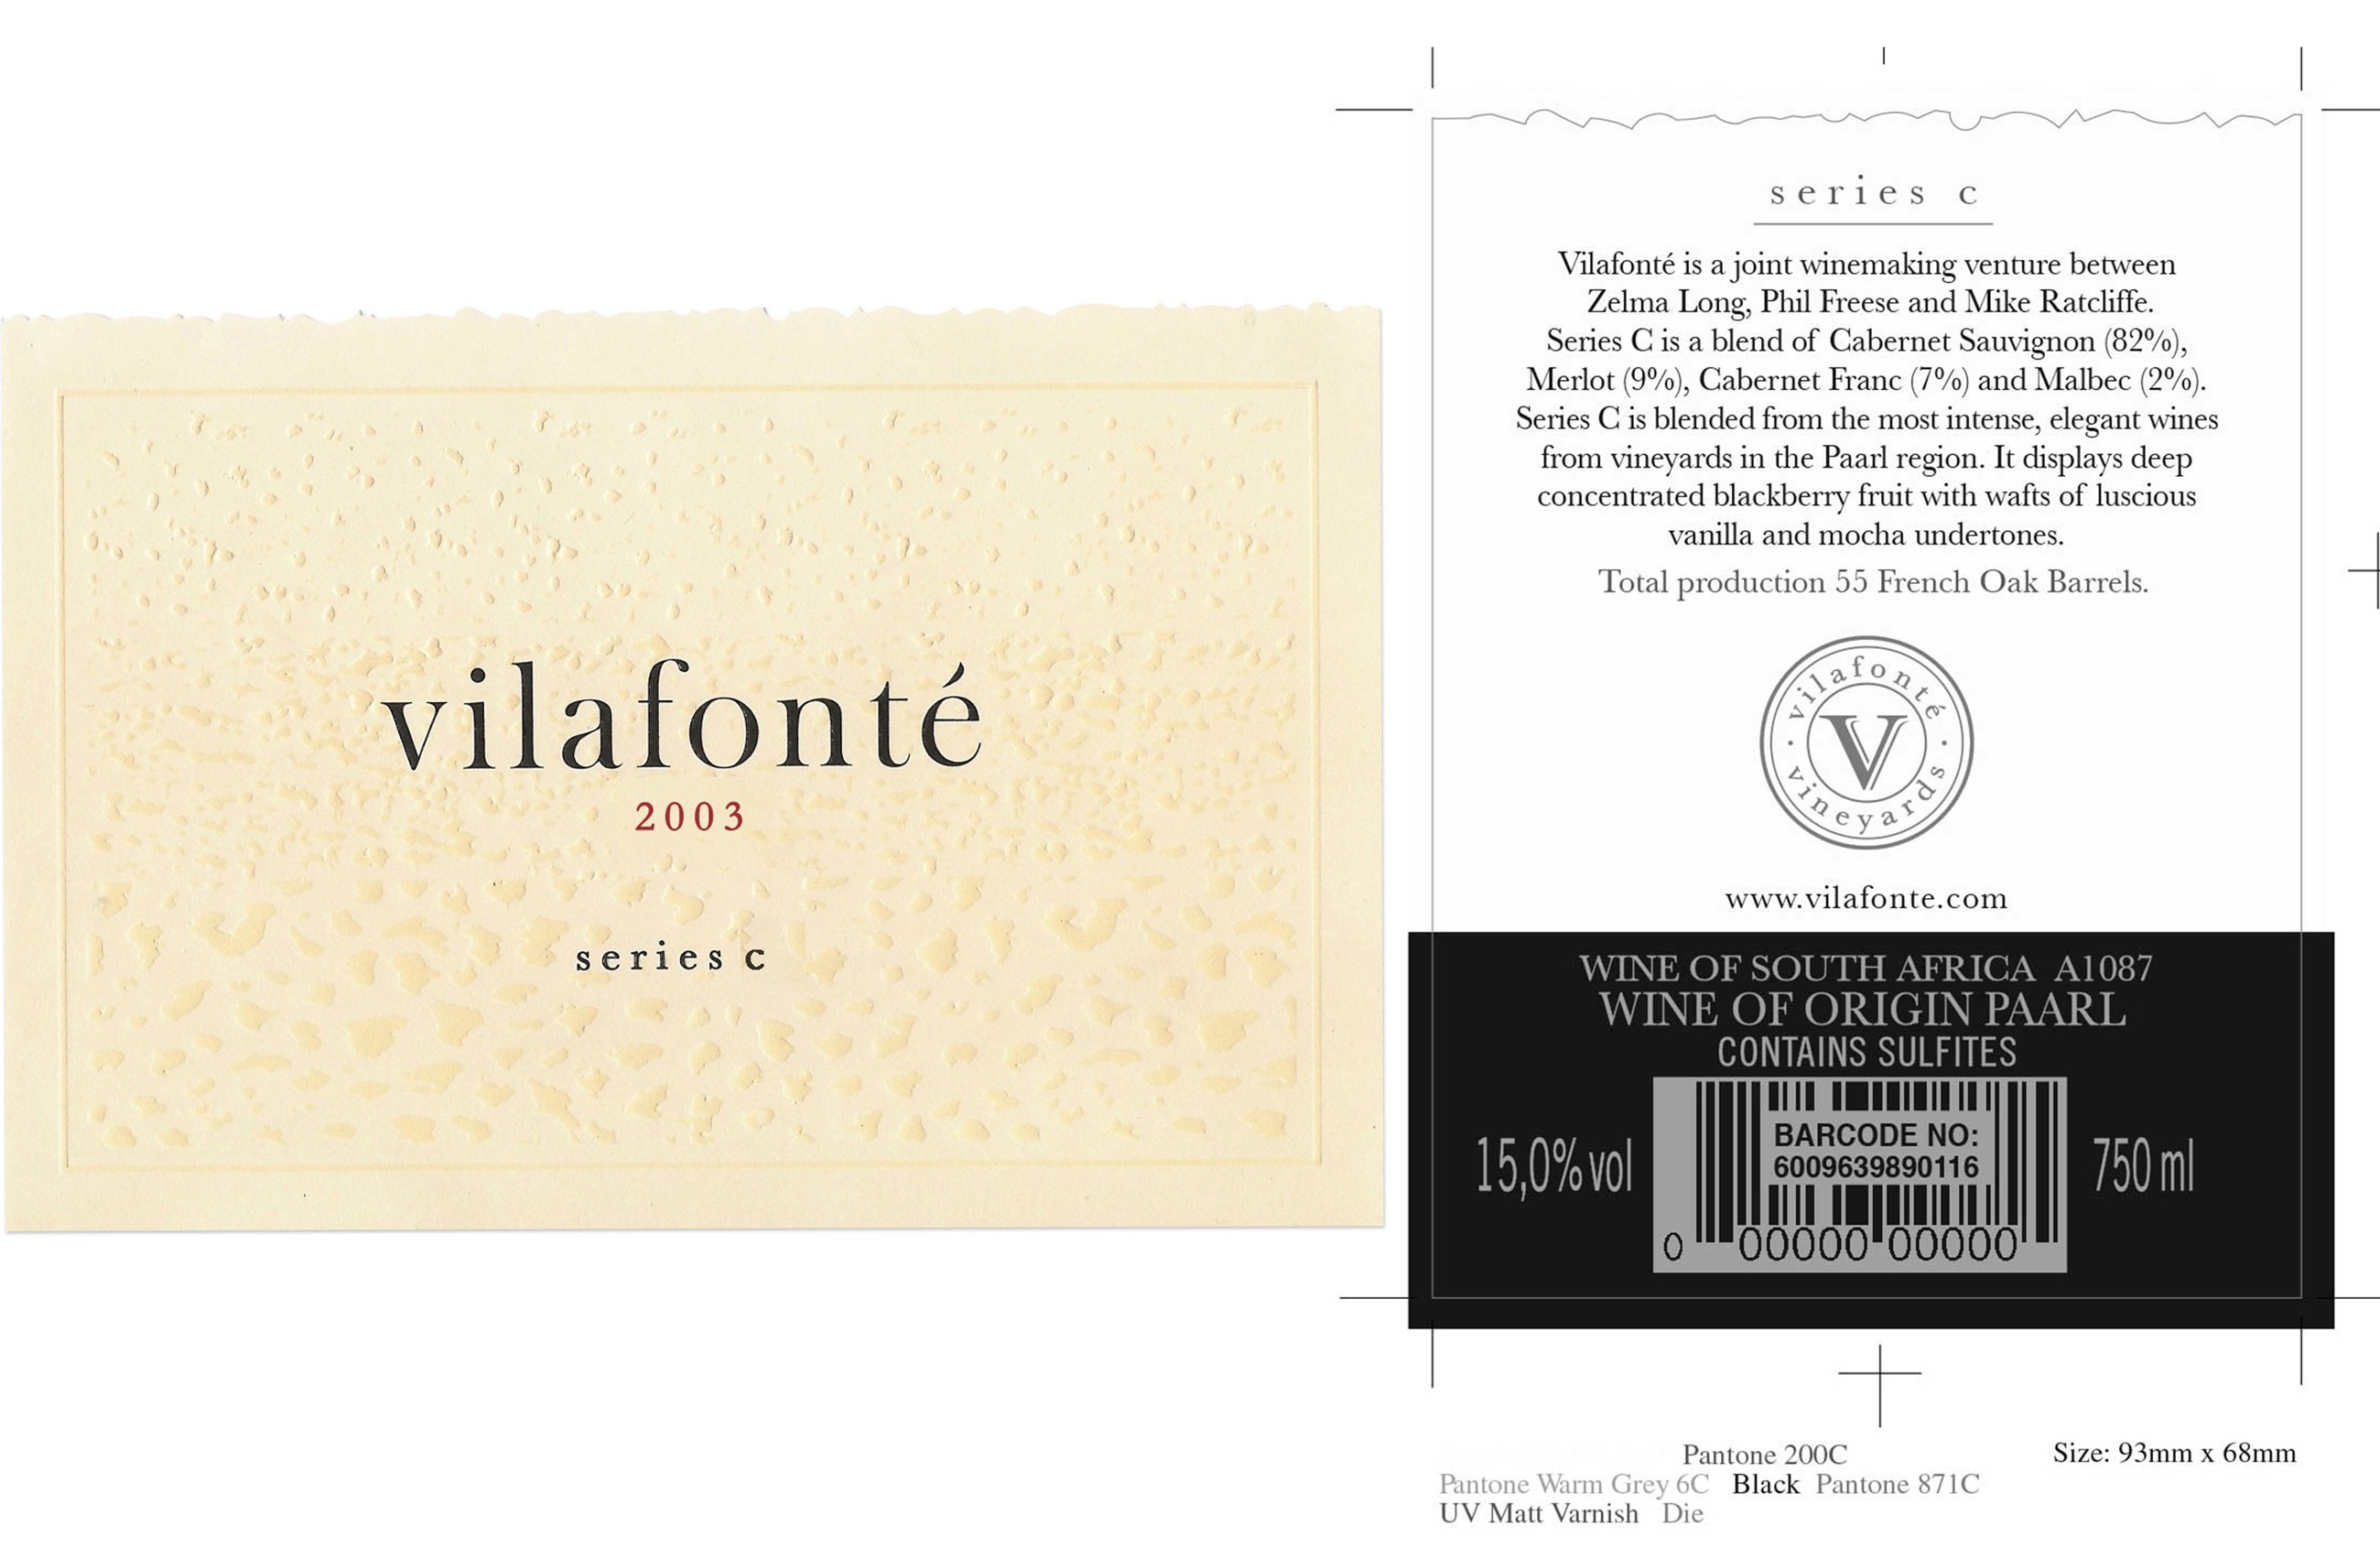 vilafonté
2003
series c
series c
Vilafonté is a joint winemaking venture between
Zelma Long, Phil Freese and Mike Ratcliffe.
Series C is a blend of Cabernet Sauvignon (82%),
Merlot (9%), Cabernet Franc (7%) and Malbec (2%).
Series C is blended from the most intense, elegant wines
from vineyards in the Paarl region. It displays deep
concentrated blackberry fruit with wafts of luscious
vanilla and mocha undertones.
Total production 55 French Oak Barrels.
vilafonté
V
vineyards
www.vilafonte.com
WINE OF SOUTH AFRICA A1087
WINE OF ORIGIN PAARL
CONTAINS SULFITES
15,0% vol
BARCODE NO:
6009639890116
0 00000 00000
750 ml
Pantone 200C
Size: 93mm x 68mm
Pantone Warm Grey 6C Black Pantone 871C
UV Matt Varnish Die